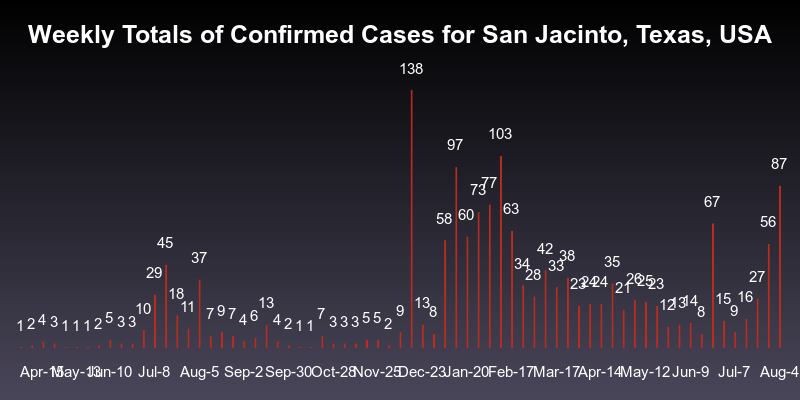 Weekly Totals of Confirmed Cases for San Jacinto, Texas, USA
1 2 4 3 1 1 1 2 5 3 3 10 29 45 18 11 37 7 9 7 4 6 13 4 2 1 1 7 3 3 3 5 5 2 9 138 13 8 58 97 60 73 77 103 63 34 28 42 33 38 23 24 24 35 21 26 25 23 12 13 14 8 67 15 9 16 27 56 87
Apr-15 May-13 Jun-10 Jul-8 Aug-5 Sep-2 Sep-30 Oct-28 Nov-25 Dec-23 Jan-20 Feb-17 Mar-17 Apr-14 May-12 Jun-9 Jul-7 Aug-4